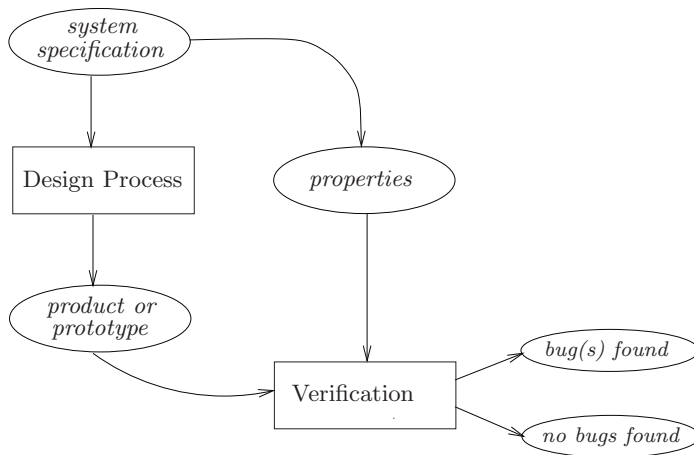 system
specification
Design Process
properties
product or
prototype
bug(s) found
Verification
no bugs found